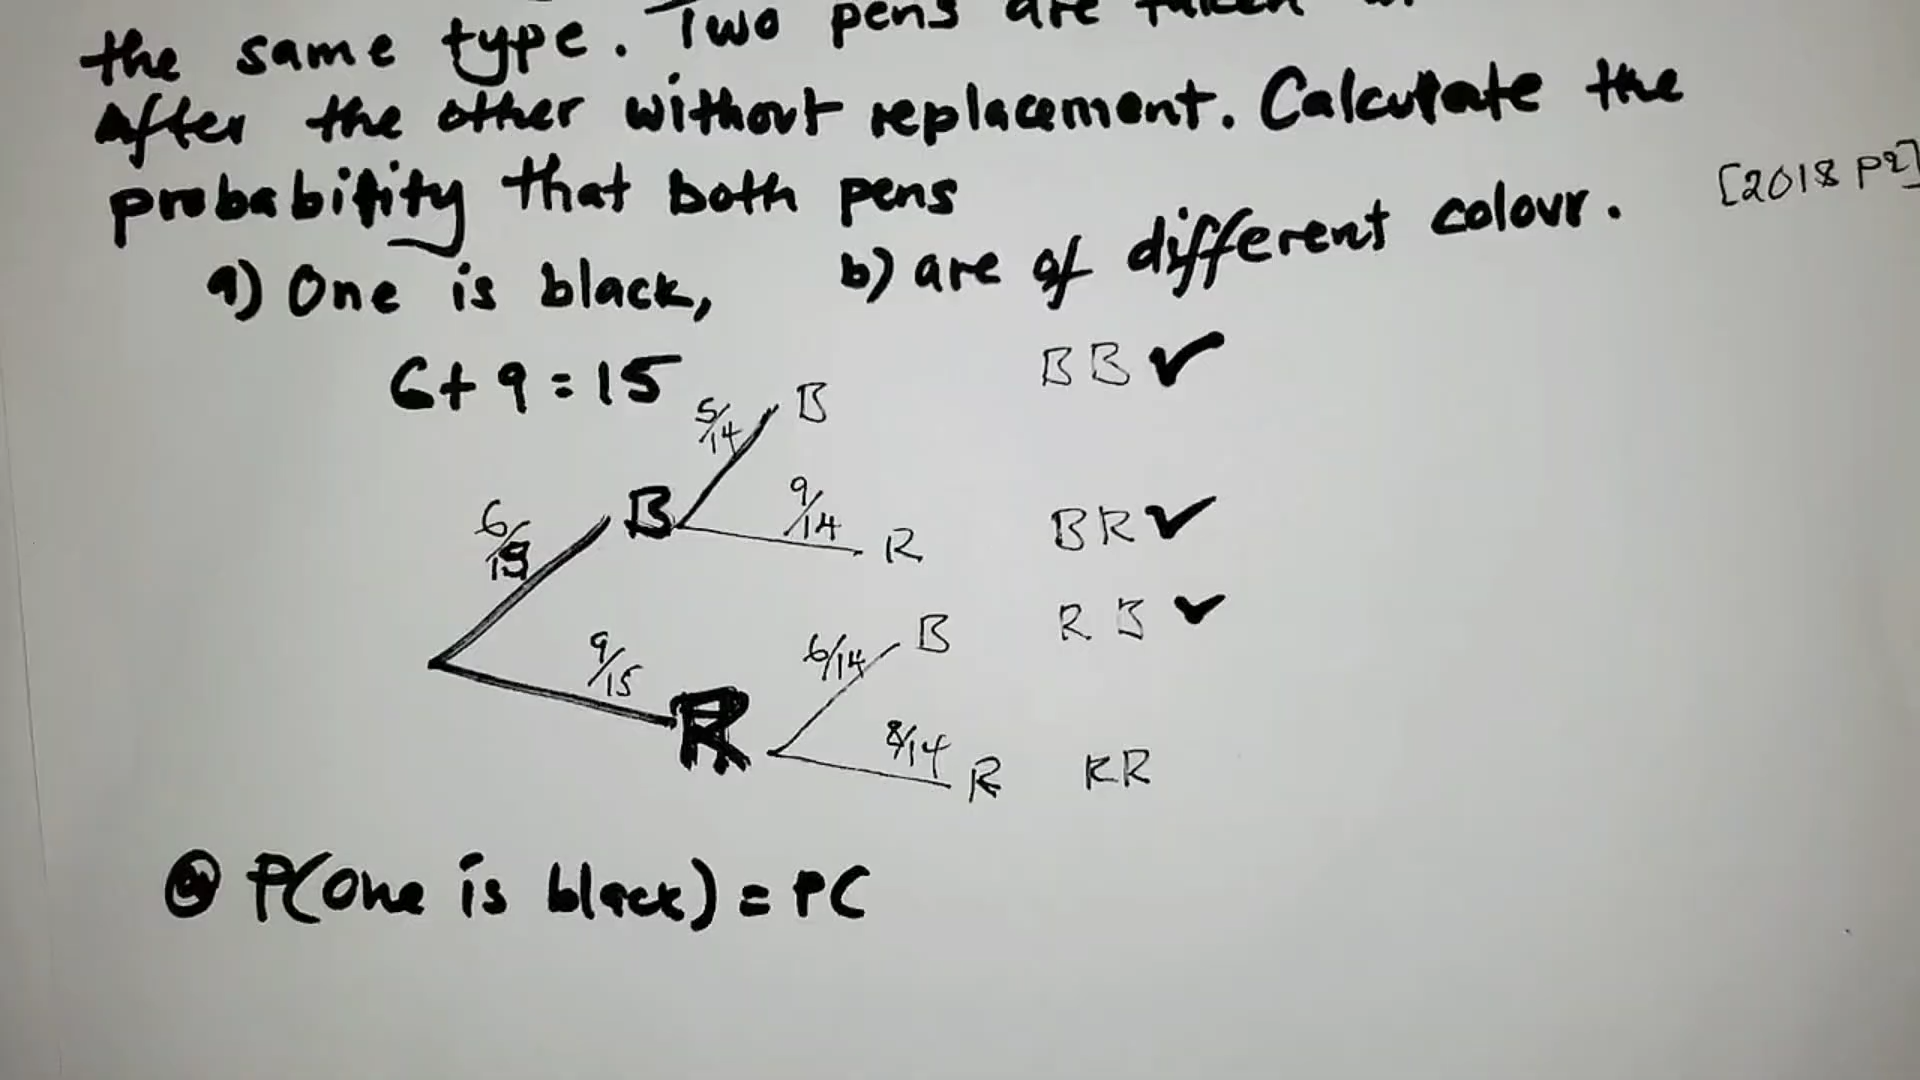 the same type. Two pens are taken
after the other without replacement. Calculate the
probability that both pens
[2018 P2]
a) One is black,
b) are of different colour.
6+9=15
BB ✔
5/14
B
6/15
B
9/14
R
BR ✔
9/15
R
6/14
B
RB ✔
8/14
R
RR
a P(one is black) = P(